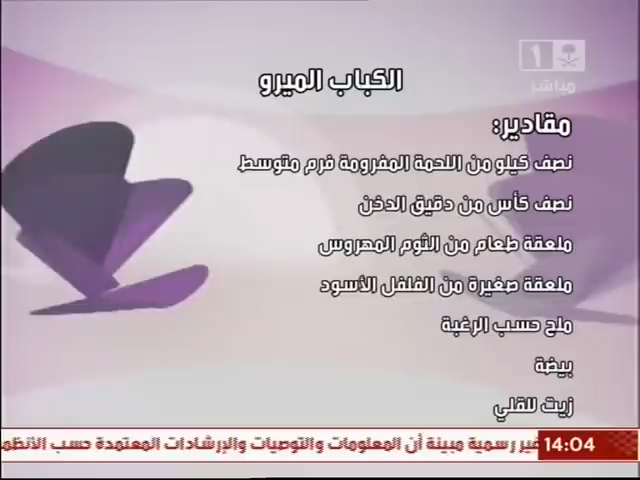 1
مباشر
الكباب الميرو
مقادير:
نصف كيلو من اللحمة المفرومة فرم متوسط
نصف كأس من دقيق الدخن
ملعقة طعام من الثوم المهروس
ملعقة صغيرة من الفلفل الأسود
ملح حسب الرغبة
بيضة
زيت للقلي
14:04 غير رسمية مبينة أن المعلومات والتوصيات والإرشادات المعتمدة حسب